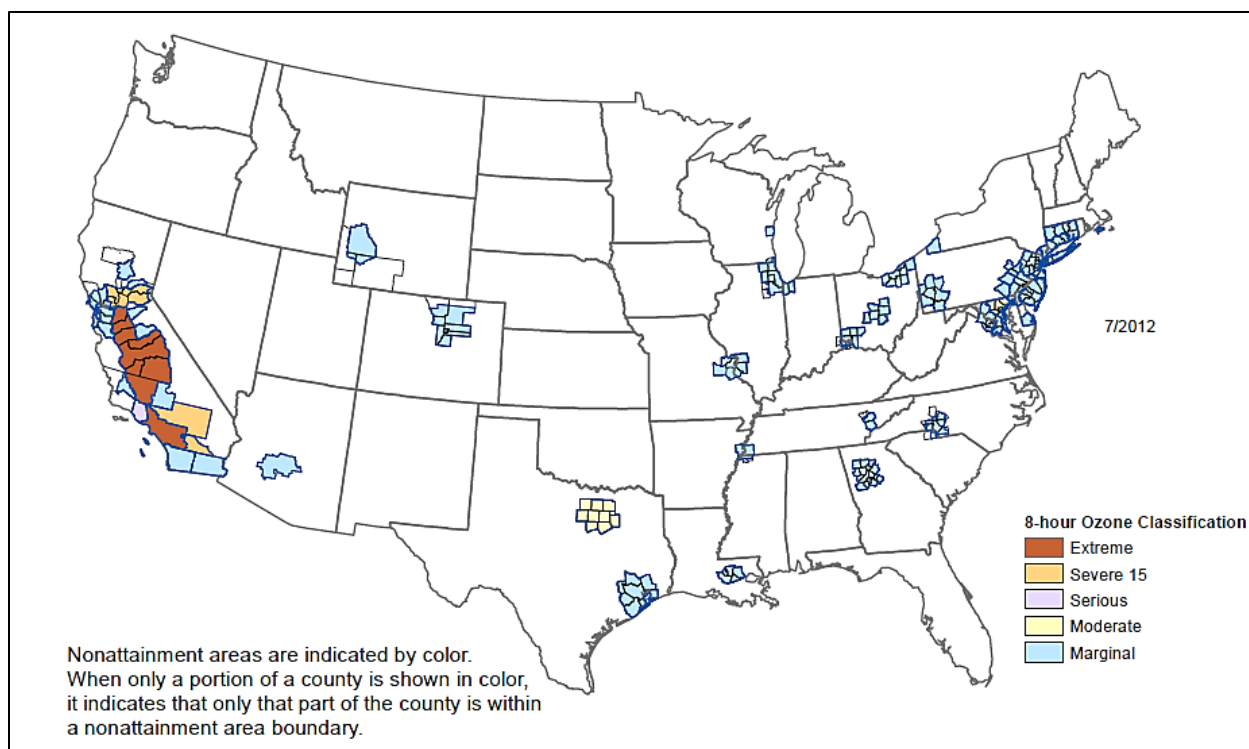 7/2012
8-hour Ozone Classification
Extreme
Severe 15
Serious
Moderate
Marginal
Nonattainment areas are indicated by color.
When only a portion of a county is shown in color,
it indicates that only that part of the county is within
a nonattainment area boundary.